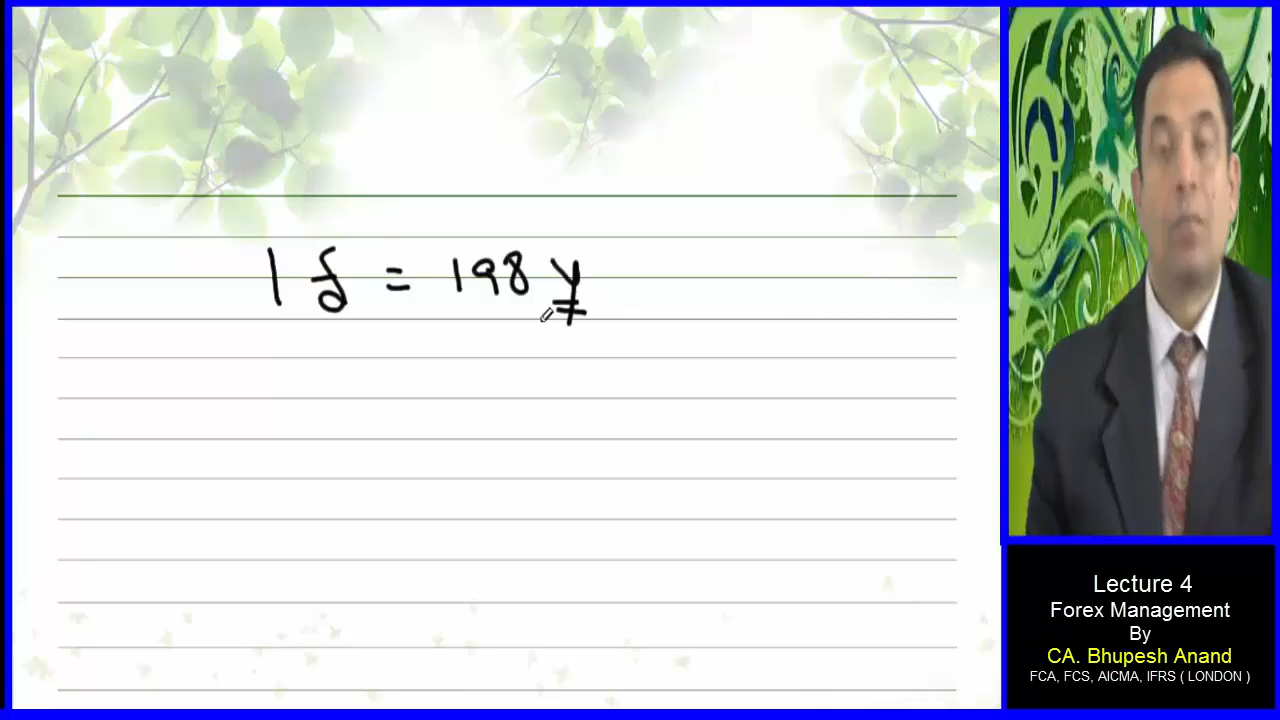 1 £ = 198 ¥
Lecture 4
Forex Management
By
CA. Bhupesh Anand
FCA, FCS, AICMA, IFRS ( LONDON )